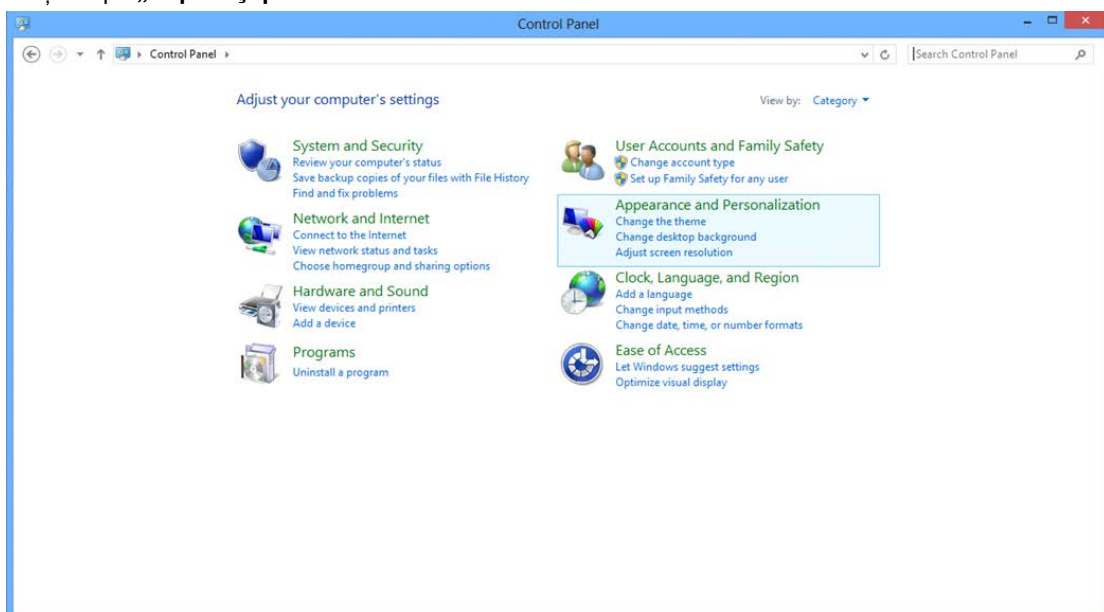 Control Panel
Control Panel
Search Control Panel
Adjust your computer's settings
View by: Category
System and Security
Review your computer's status
Save backup copies of your files with File History
Find and fix problems
Network and Internet
Connect to the Internet
View network status and tasks
Choose homegroup and sharing options
Hardware and Sound
View devices and printers
Add a device
Programs
Uninstall a program
User Accounts and Family Safety
Change account type
Set up Family Safety for any user
Appearance and Personalization
Change the theme
Change desktop background
Adjust screen resolution
Clock, Language, and Region
Add a language
Change input methods
Change date, time, or number formats
Ease of Access
Let Windows suggest settings
Optimize visual display